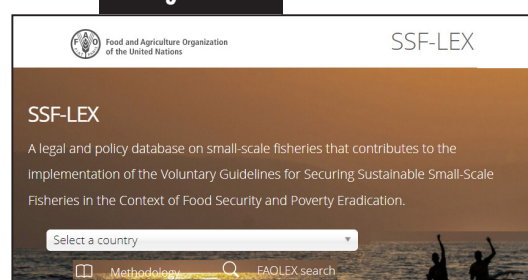 Food and Agriculture Organization
of the United Nations
SSF-LEX
SSF-LEX
A legal and policy database on small-scale fisheries that contributes to the
implementation of the Voluntary Guidelines for Securing Sustainable Small-Scale
Fisheries in the Context of Food Security and Poverty Eradication.
Select a country
Methodology
FAOLEX search